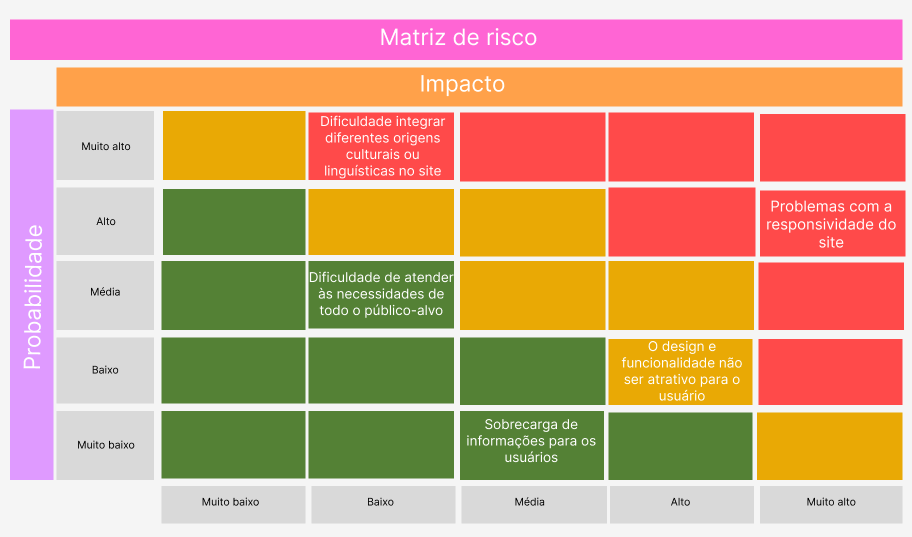 Matriz de risco
Impacto
Probabilidade
Muito alto
Dificuldade integrar
diferentes origens
culturais ou
linguísticas no site
Alto
Problemas com a
responsividade do
site
Média
Dificuldade de atender
às necessidades de
todo o público-alvo
Baixo
O design e
funcionalidade não
ser atrativo para o
usuário
Muito baixo
Sobrecarga de
informações para os
usuários
Muito baixo
Baixo
Média
Alto
Muito alto